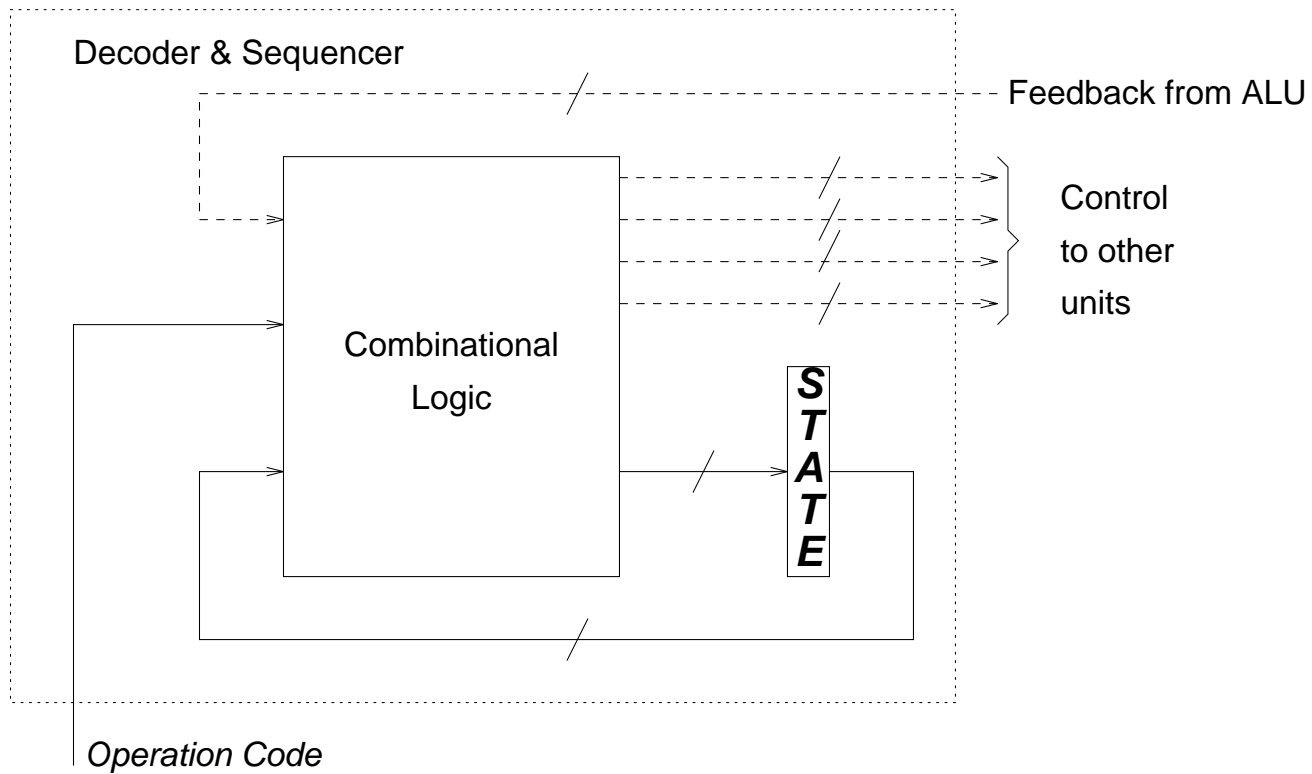 Decoder & Sequencer
Feedback from ALU
Control
to other
units
Combinational
Logic
S
T
A
T
E
Operation Code